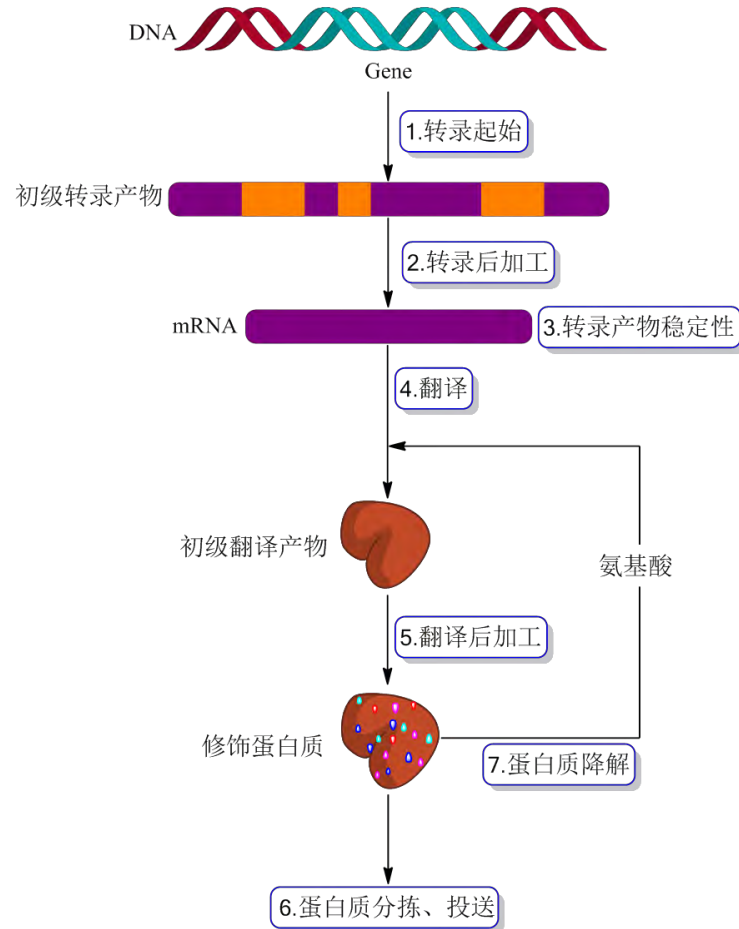 DNA
Gene
1.转录起始
初级转录产物
2.转录后加工
mRNA
3.转录产物稳定性
4.翻译
初级翻译产物
氨基酸
5.翻译后加工
修饰蛋白质
7.蛋白质降解
6.蛋白质分拣、投送